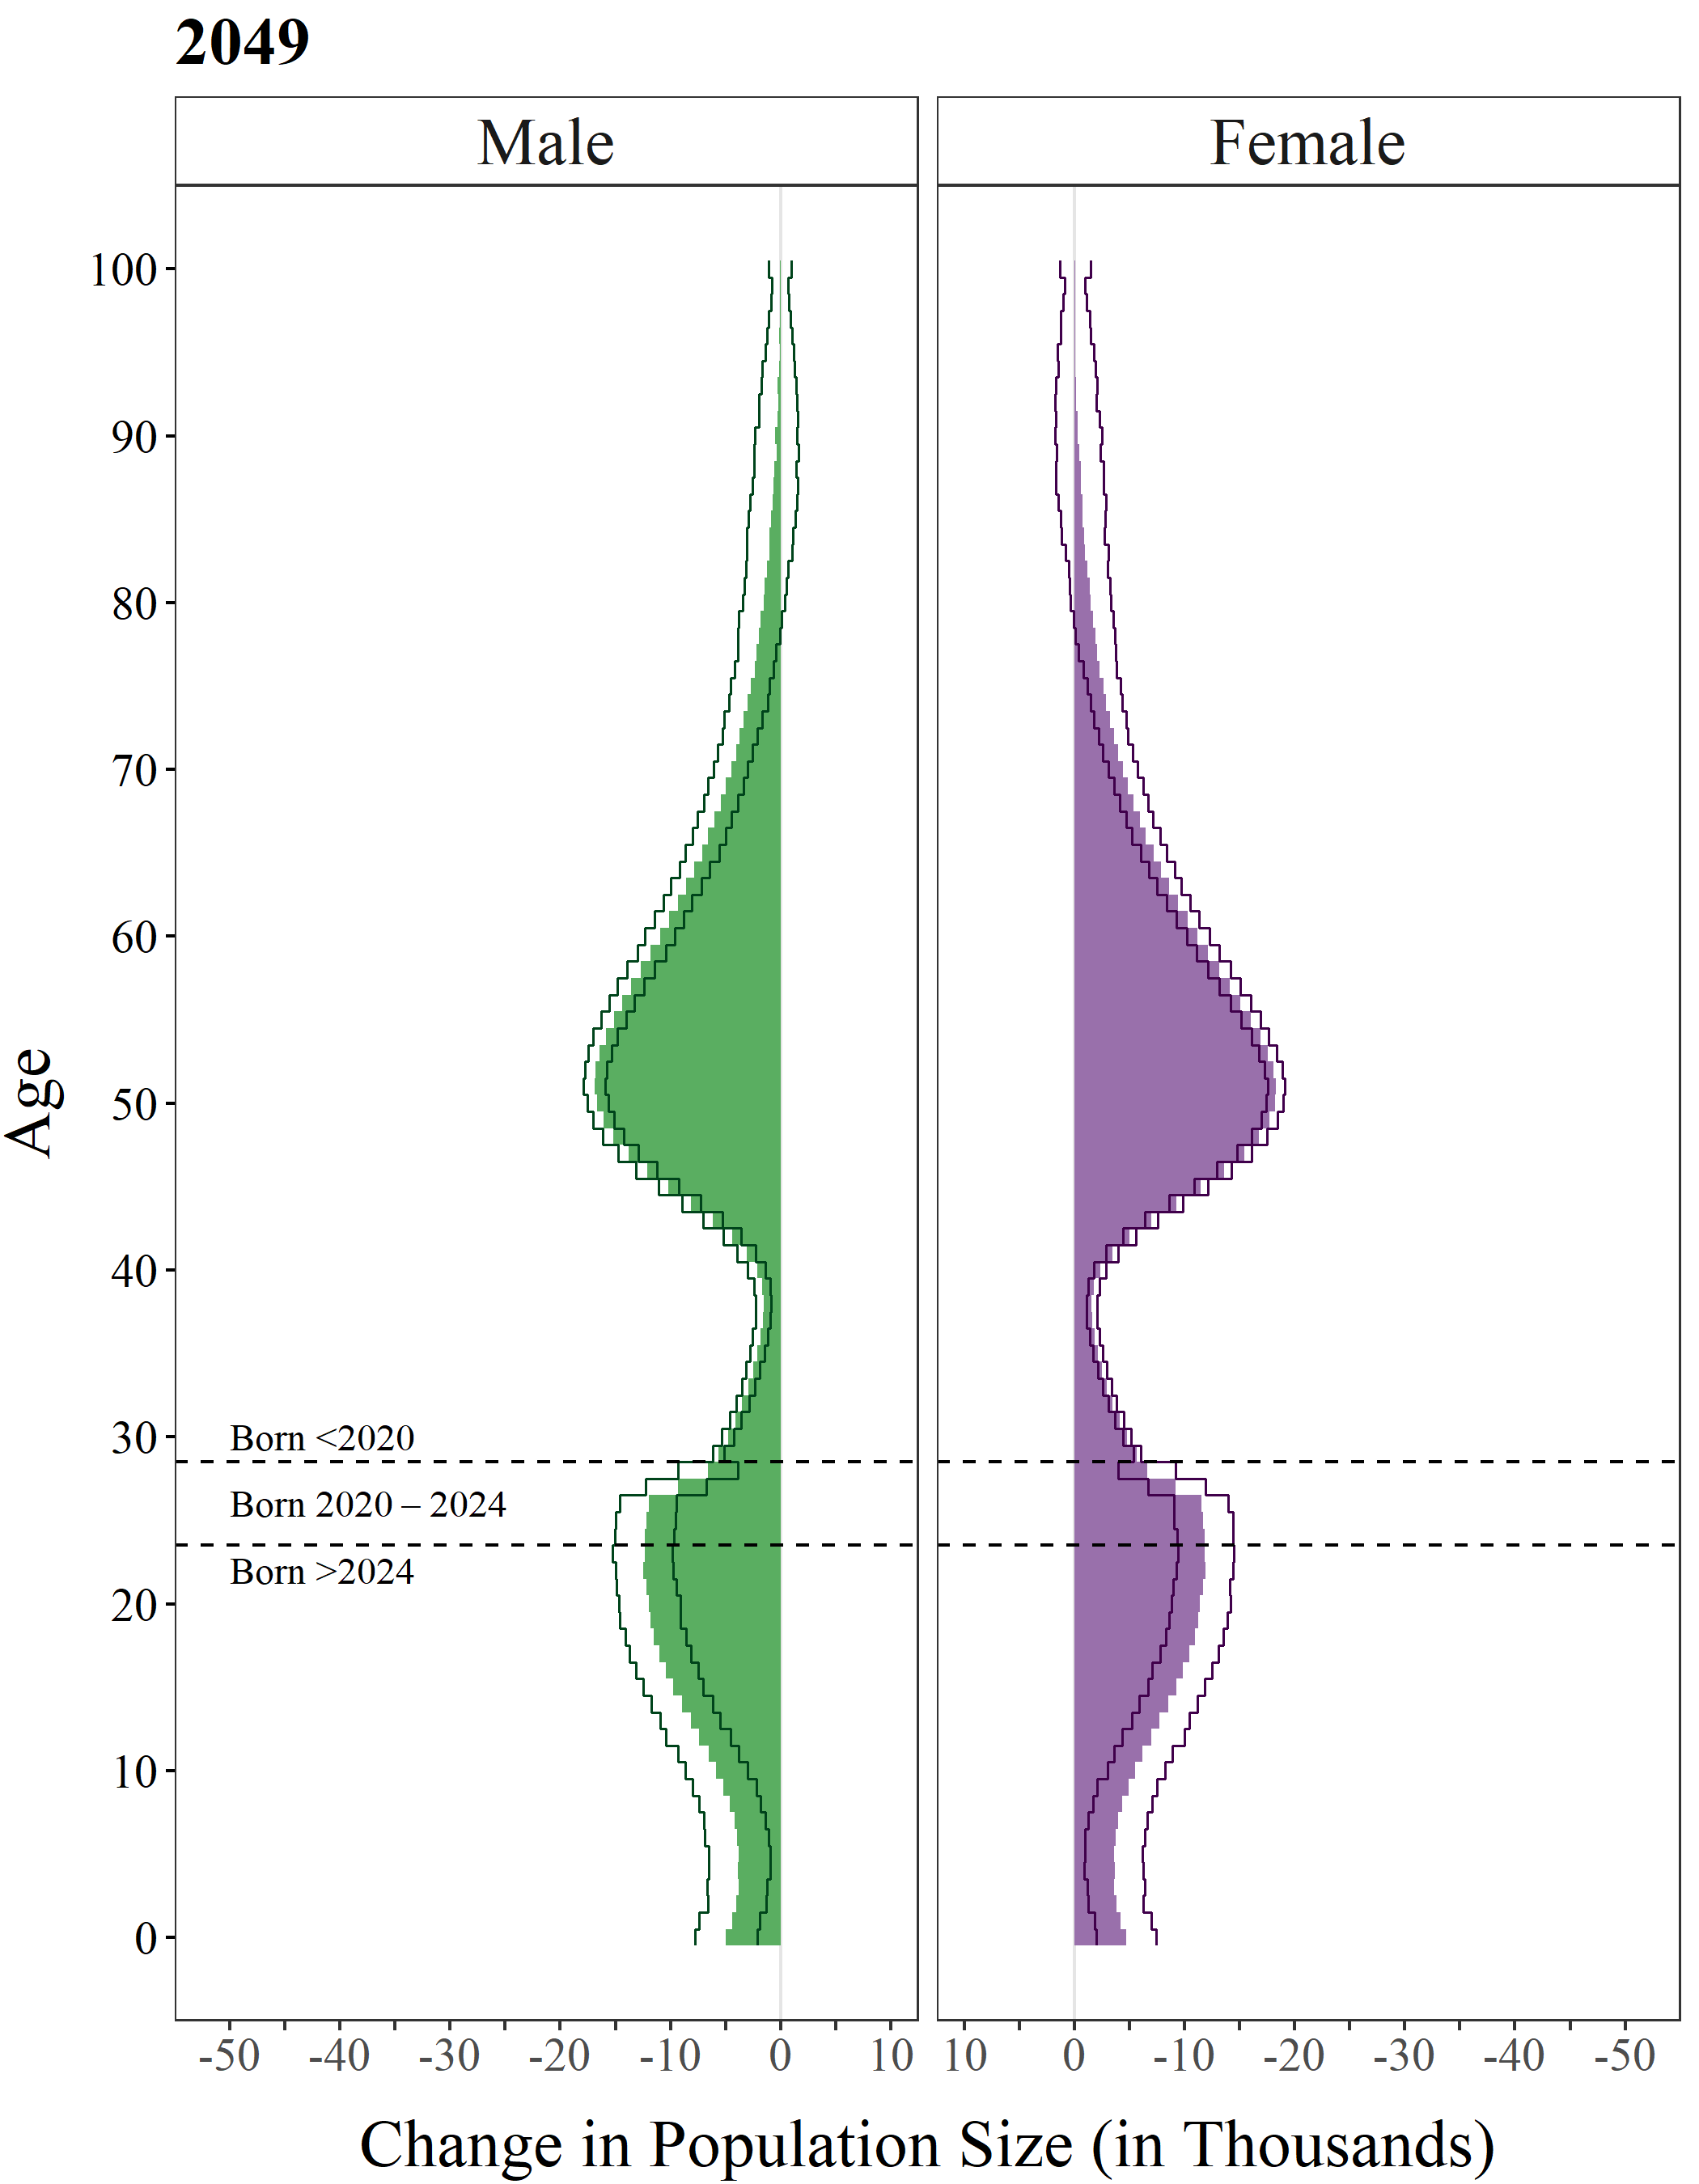 2049
Male
Female
100
90
80
70
60
50
40
30
20
10
0
Age
Born <2020
Born 2020 – 2024
Born >2024
-50 -40 -30 -20 -10 0 10
10 0 -10 -20 -30 -40 -50
Change in Population Size (in Thousands)